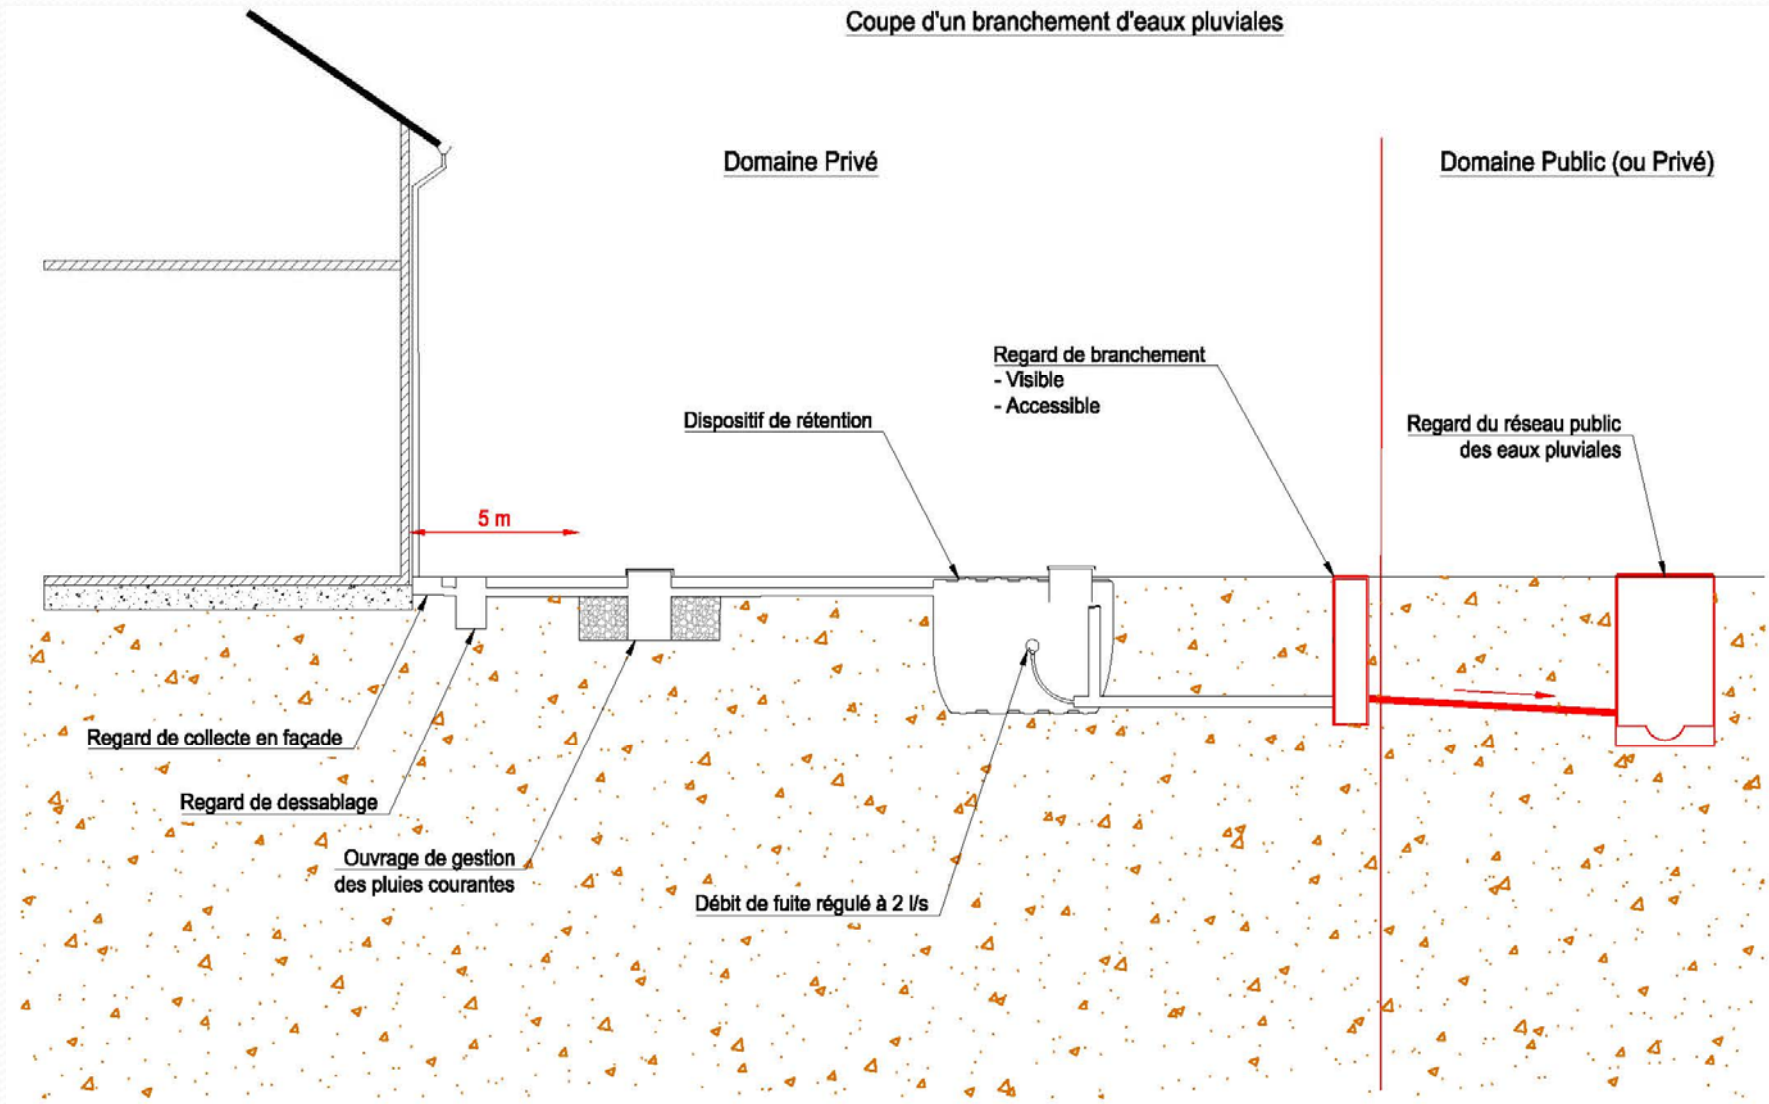 Coupe d'un branchement d'eaux pluviales
Domaine Privé
Domaine Public (ou Privé)
Regard de branchement
- Visible
- Accessible
Dispositif de rétention
Regard du réseau public
des eaux pluviales
5 m
Regard de collecte en façade
Regard de dessablage
Ouvrage de gestion
des pluies courantes
Débit de fuite régulé à 2 l/s